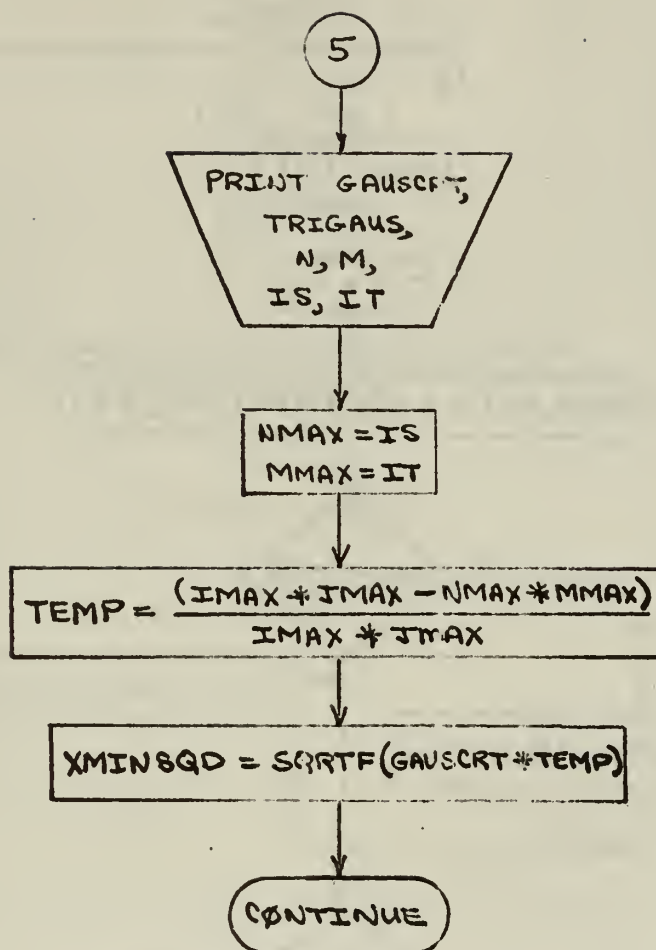 5
PRINT GAUSCRT,
TRIGAUS,
N, M,
IS, IT
NMAX = IS
MMAX = IT
TEMP = (IMAX * JMAX - NMAX * MMAX)
IMAX * JMAX
XMINSQD = SQRTF(GAUSCRT * TEMP)
CØNTINUE